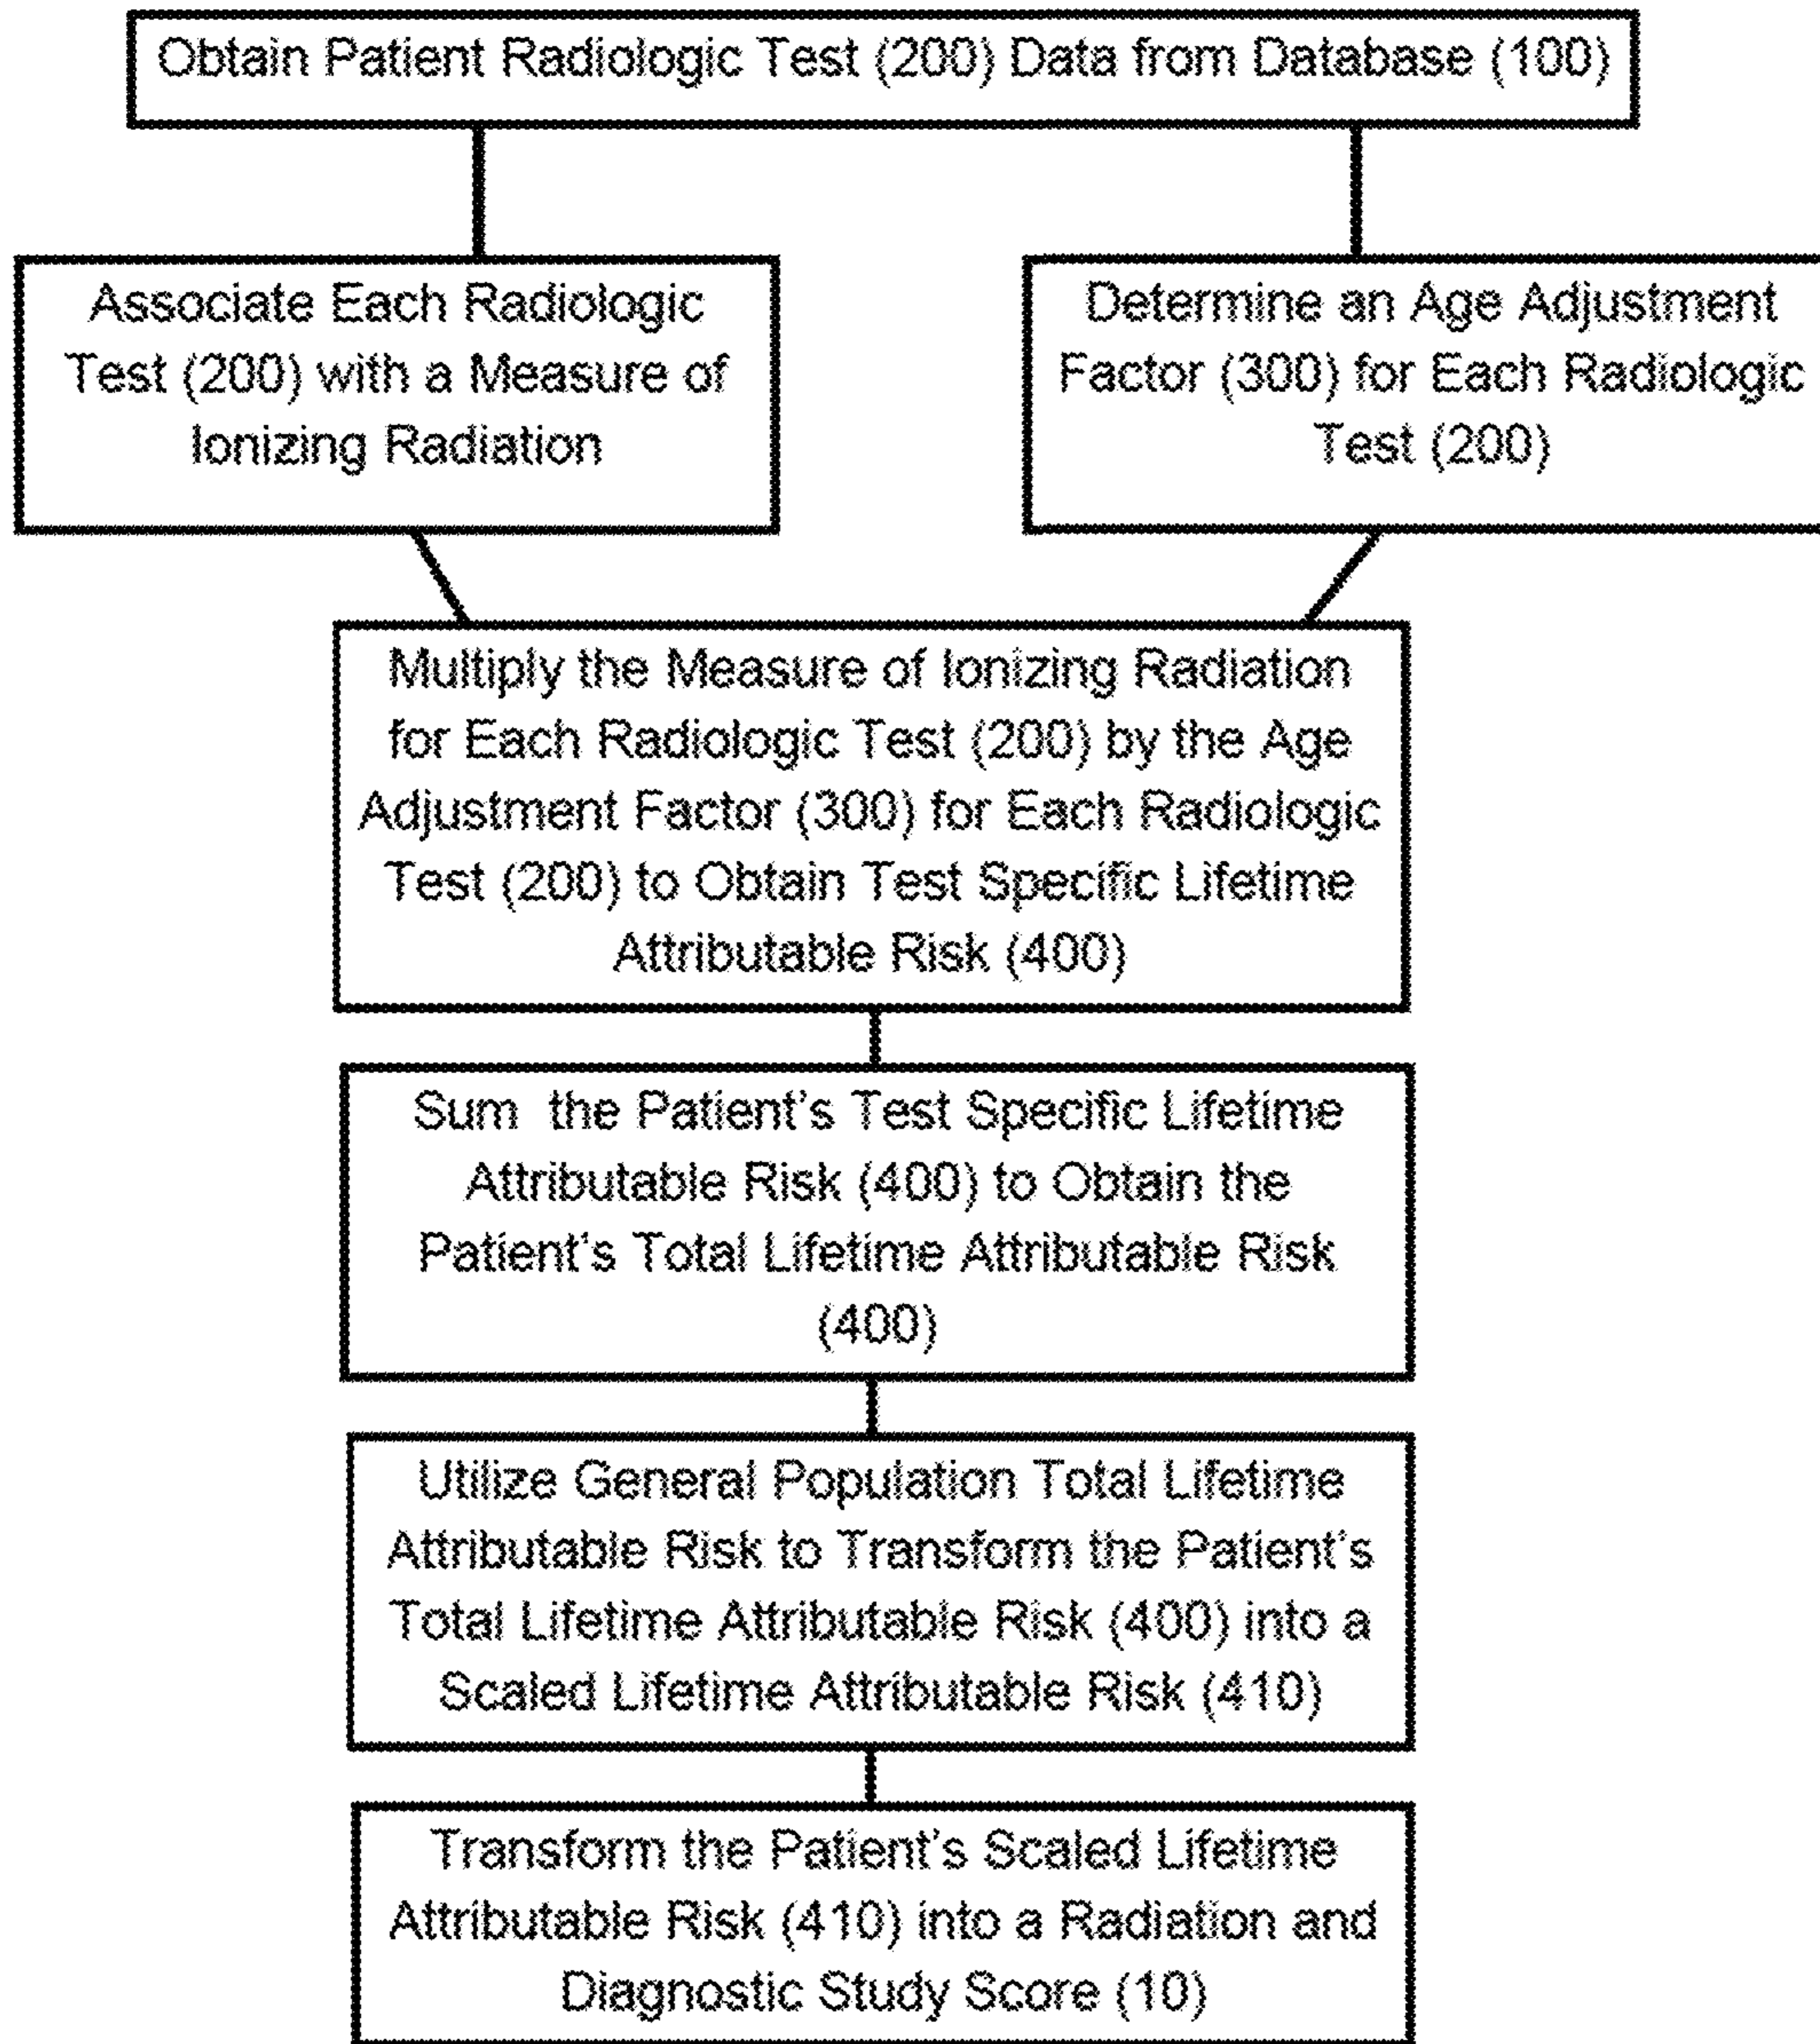 Obtain Patient Radiologic Test (200) Data from Database (100)
Associate Each Radiologic
Test (200) with a Measure of
Ionizing Radiation
Determine an Age Adjustment
Factor (300) for Each Radiologic
Test (200)
Multiply the Measure of Ionizing Radiation
for Each Radiologic Test (200) by the Age
Adjustment Factor (300) for Each Radiologic
Test (200) to Obtain Test Specific Lifetime
Attributable Risk (400)
Sum the Patient's Test Specific Lifetime
Attributable Risk (400) to Obtain the
Patient's Total Lifetime Attributable Risk
(400)
Utilize General Population Total Lifetime
Attributable Risk to Transform the Patient's
Total Lifetime Attributable Risk (400) into a
Scaled Lifetime Attributable Risk (410)
Transform the Patient's Scaled Lifetime
Attributable Risk (410) into a Radiation and
Diagnostic Study Score (10)